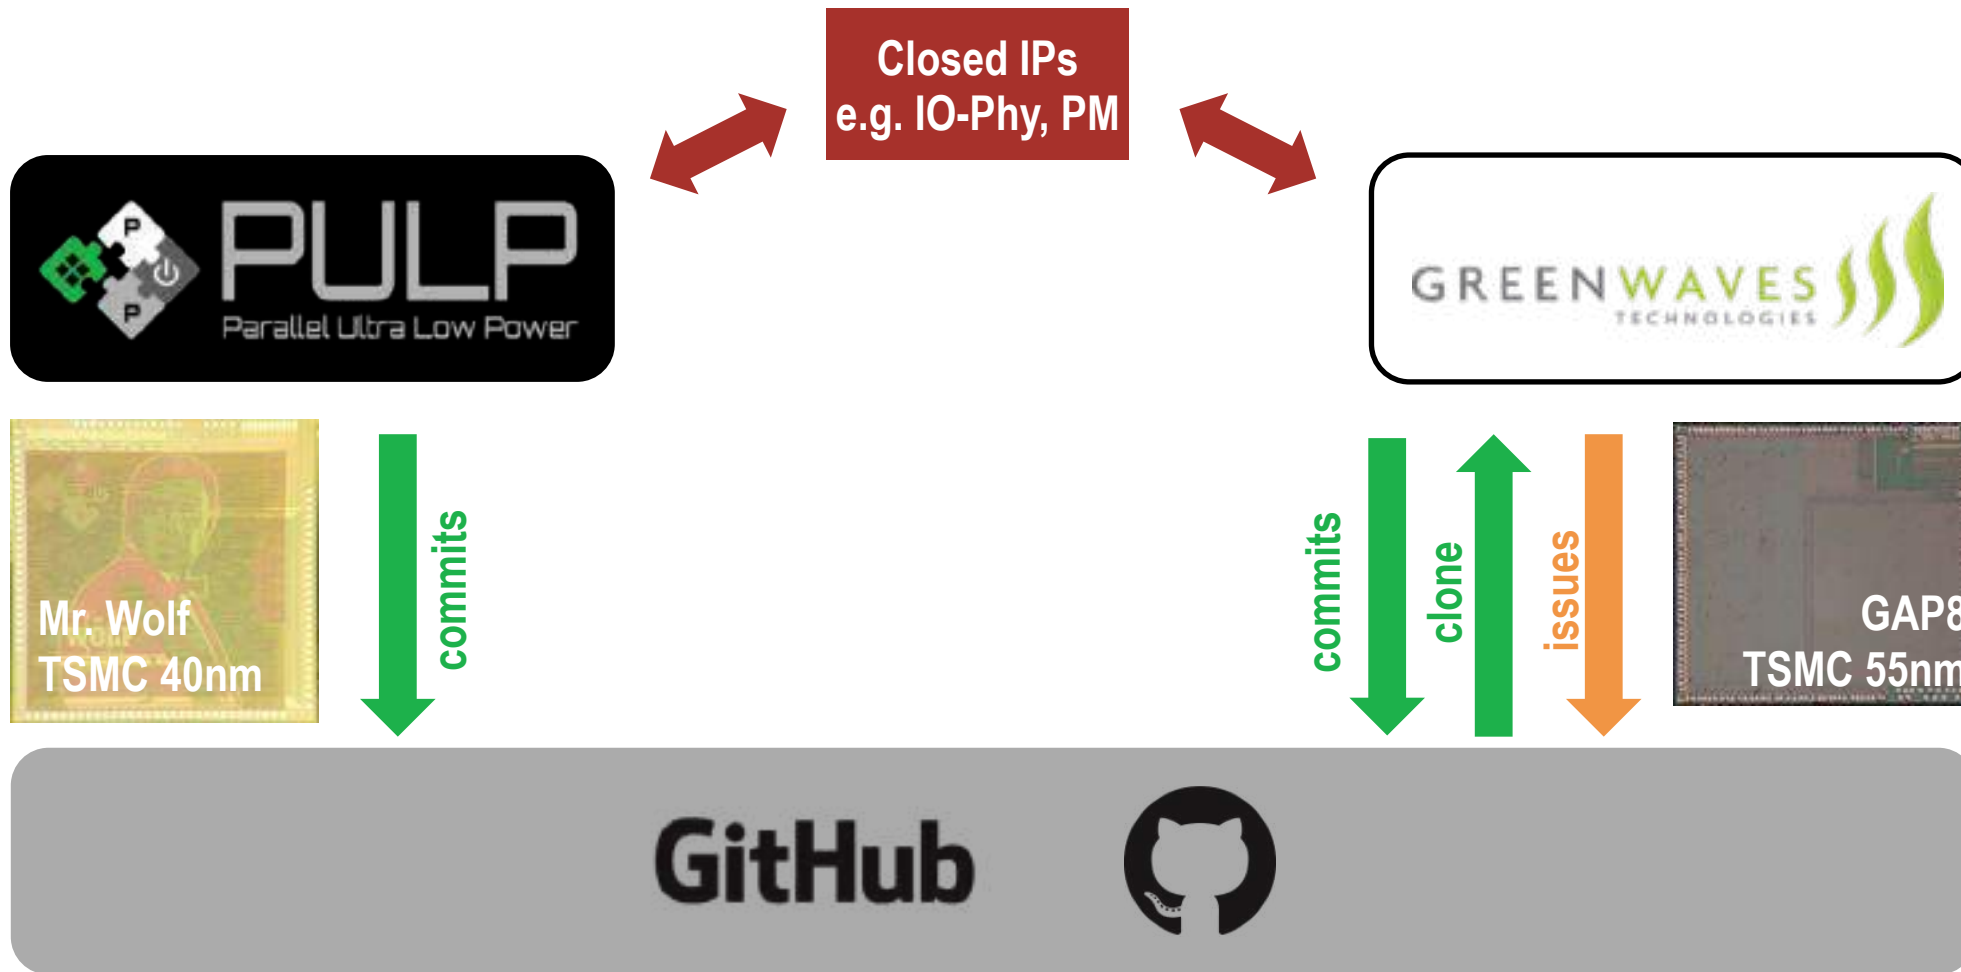 Closed IPs
e.g. IO-Phy, PM
P
P
PULP
Parallel Ultra Low Power
GREENWAVES
TECHNOLOGIES
Mr. Wolf
TSMC 40nm
commits
commits
clone
issues
GAP8
TSMC 55nm
GitHub